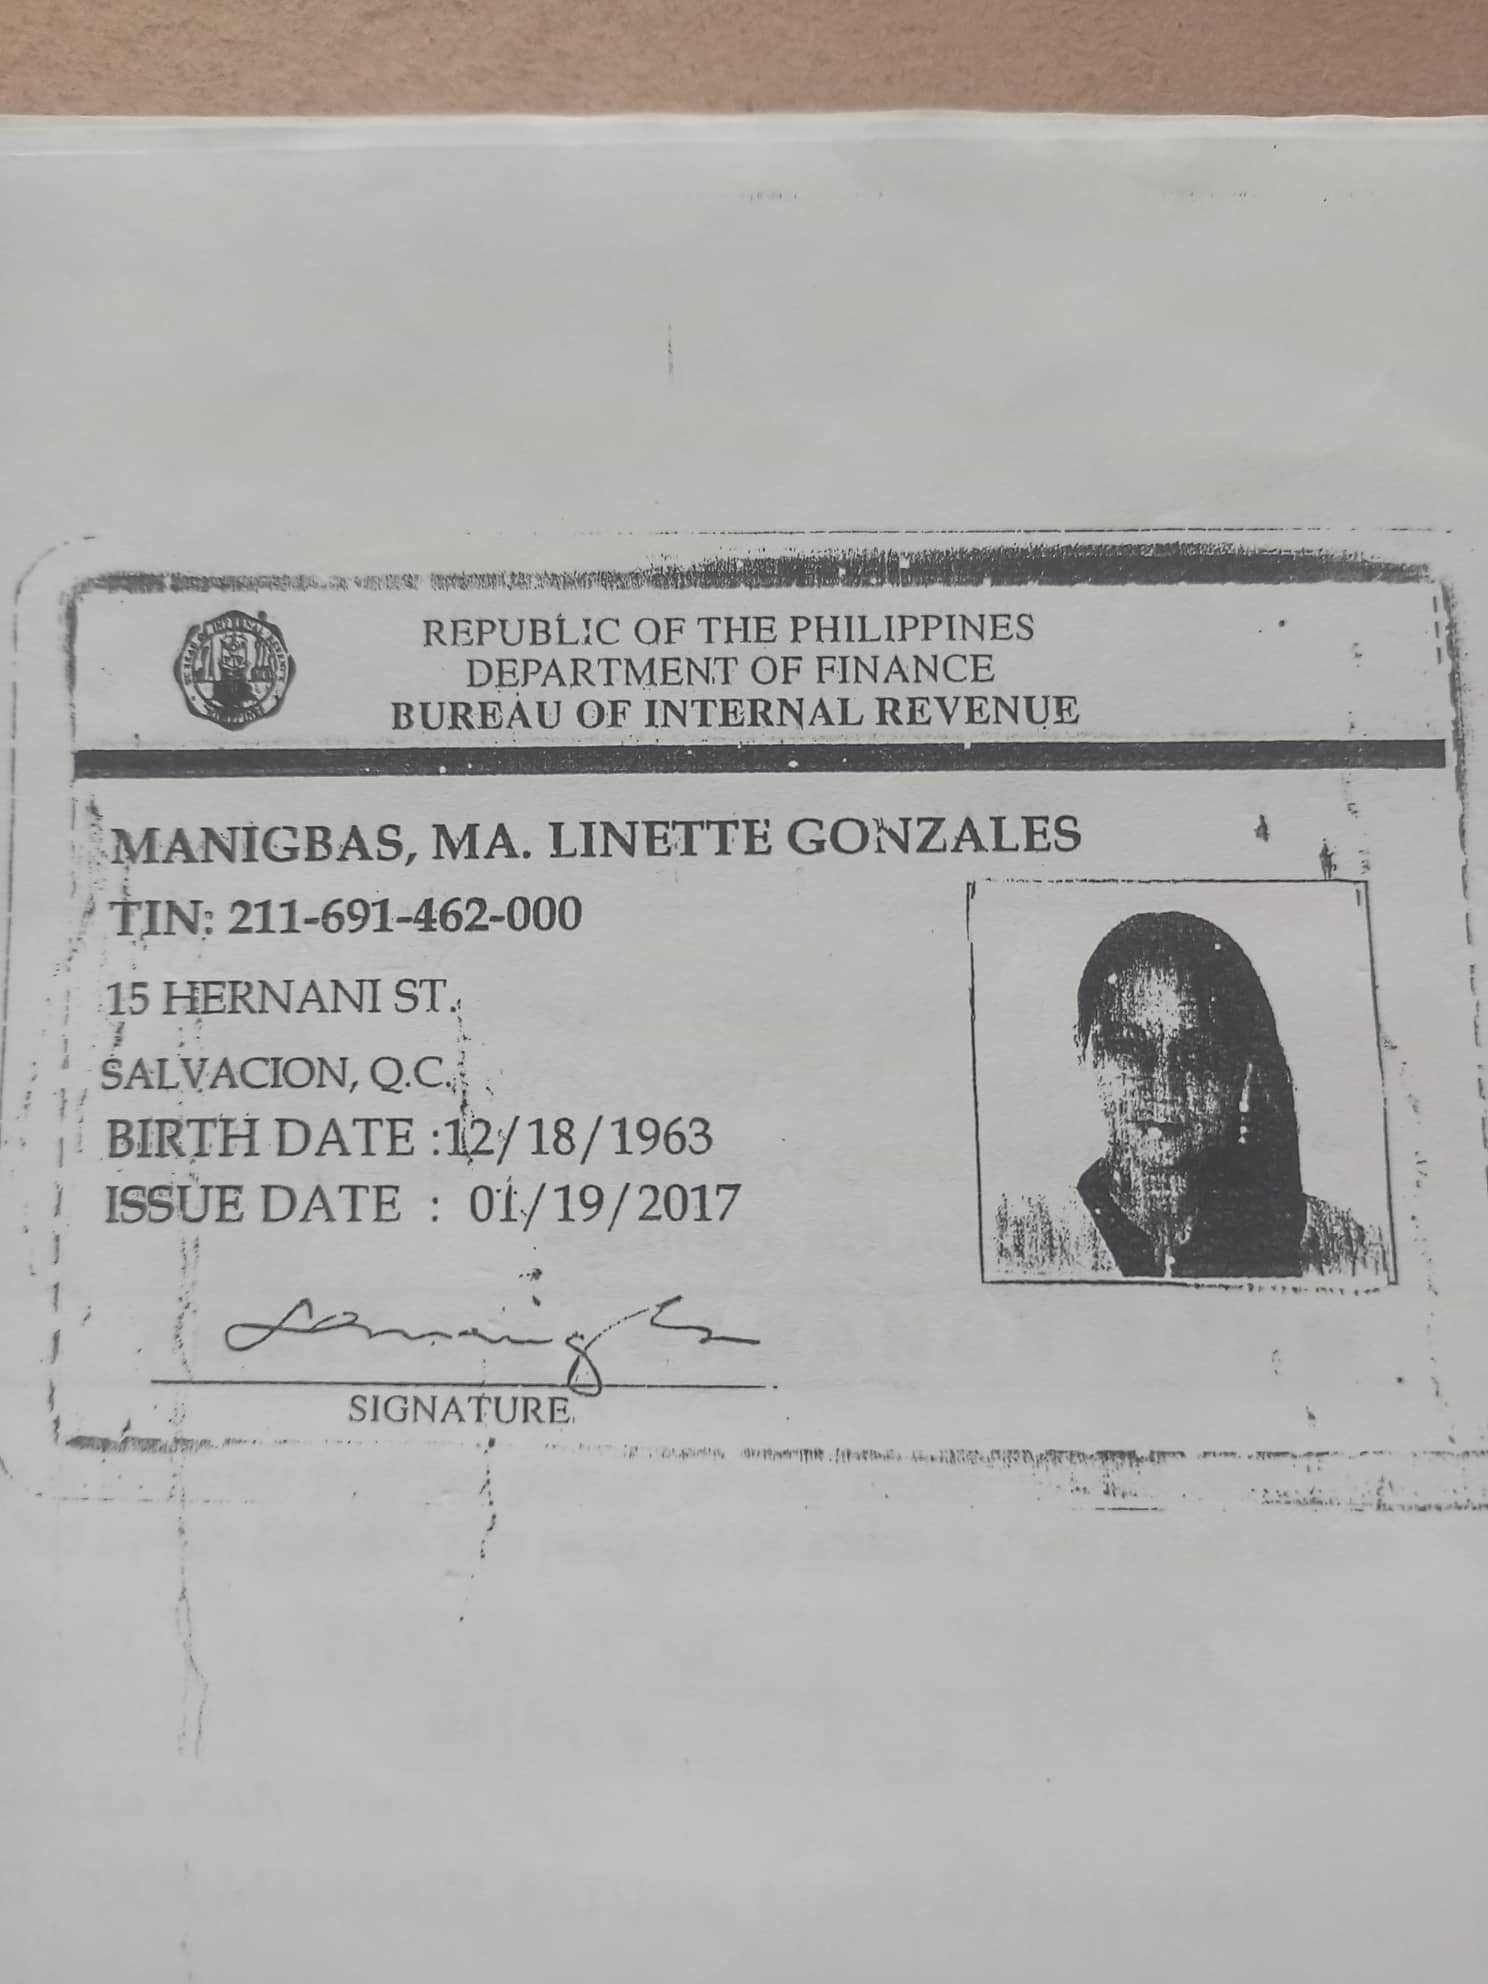 REPUBLIC OF THE PHILIPPINES
DEPARTMENT OF FINANCE
BUREAU OF INTERNAL REVENUE
MANIGBAS, MA. LINETTE GONZALES
TIN: 211-691-462-000
15 HERNANI ST.
SALVACION, Q.C.
BIRTH DATE :12/18/1963
ISSUE DATE : 01/19/2017
SIGNATURE